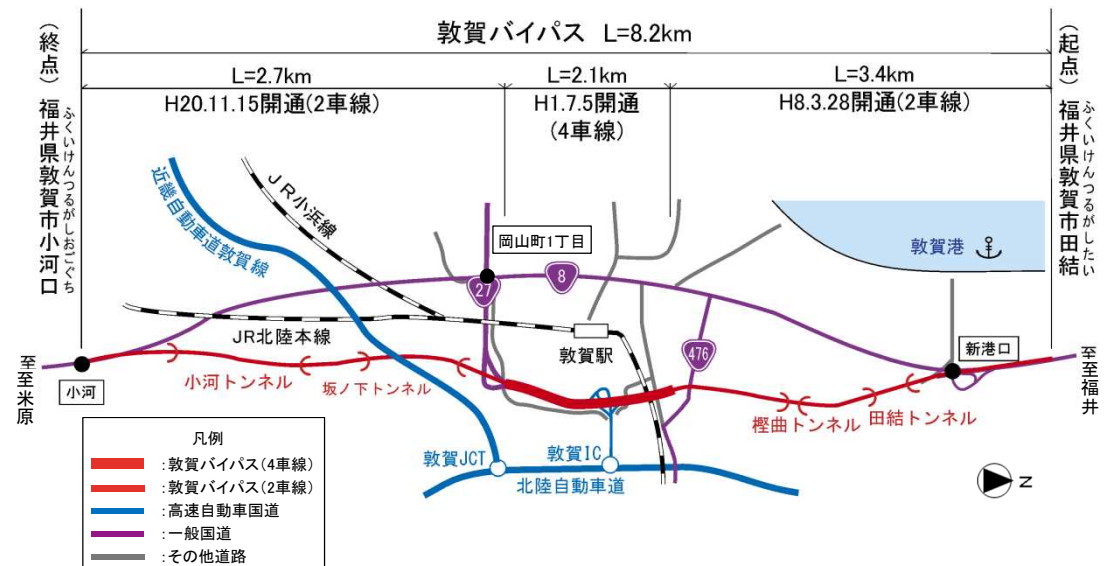 敦賀バイパス L=8.2km
L=2.7km
L=2.1km
L=3.4km
H20.11.15開通(2車線)
H1.7.5開通
(4車線)
H8.3.28開通(2車線)
(終点)
福井県敦賀市小河口
ふくいけんつるがしおごぐち
(起点)
福井県敦賀市田結
ふくいけんつるがしたい
近畿自動車道敦賀線
JR小浜線
岡山町1丁目
27
8
敦賀港
JR北陸本線
敦賀駅
476
新港口
至至米原
小河
小河トンネル
坂ノ下トンネル
樫曲トンネル
田結トンネル
至至福井
敦賀JCT
敦賀IC
北陸自動車道
N
凡例
:敦賀バイパス(4車線)
:敦賀バイパス(2車線)
:高速自動車国道
:一般国道
:その他道路